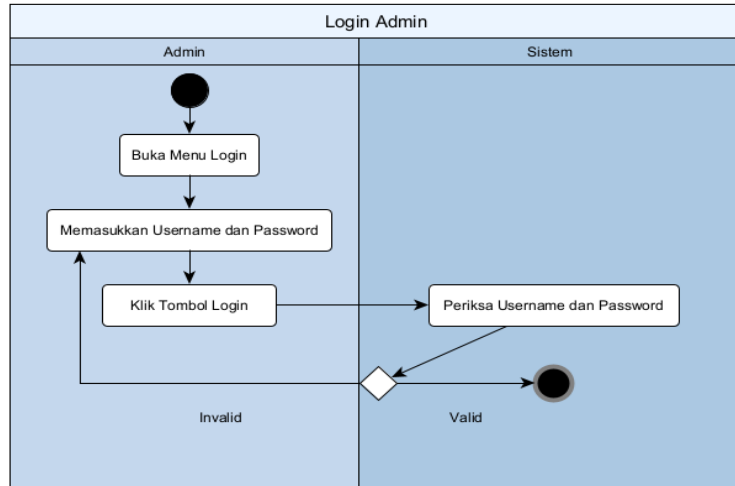 Login Admin
Admin
Sistem
Buka Menu Login
Memasukkan Username dan Password
Klik Tombol Login
Periksa Username dan Password
Invalid
Valid